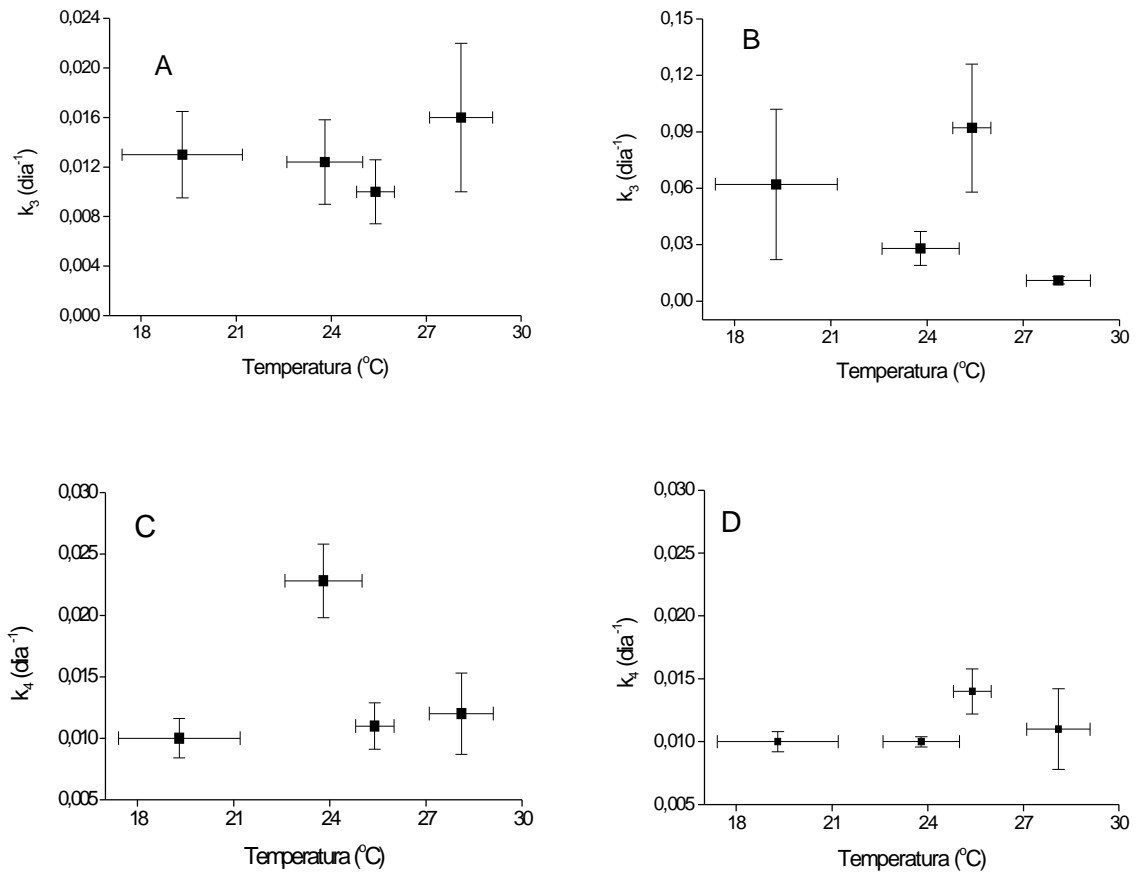 0,024
0,020
0,016
0,012
0,008
0,004
0,000
A
k₃ (dia⁻¹)
18 21 24 27 30
Temperatura (°C)
0,15
0,12
0,09
0,06
0,03
0,00
B
k₃ (dia⁻¹)
18 21 24 27 30
Temperatura (°C)
0,030
0,025
0,020
0,015
0,010
0,005
C
k₄ (dia⁻¹)
18 21 24 27 30
Temperatura (°C)
0,030
0,025
0,020
0,015
0,010
0,005
D
k₄ (dia⁻¹)
18 21 24 27 30
Temperatura (°C)